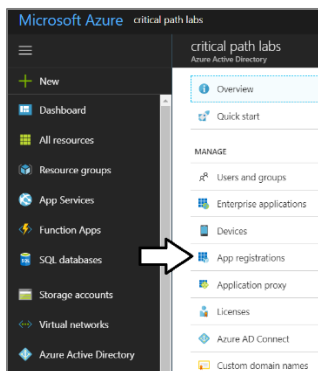 Microsoft Azure critical path labs
New
Dashboard
All resources
Resource groups
App Services
Function Apps
SQL databases
Storage accounts
Virtual networks
Azure Active Directory
critical path labs
Azure Active Directory
Overview
Quick start
MANAGE
Users and groups
Enterprise applications
Devices
App registrations
Application proxy
Licenses
Azure AD Connect
Custom domain names